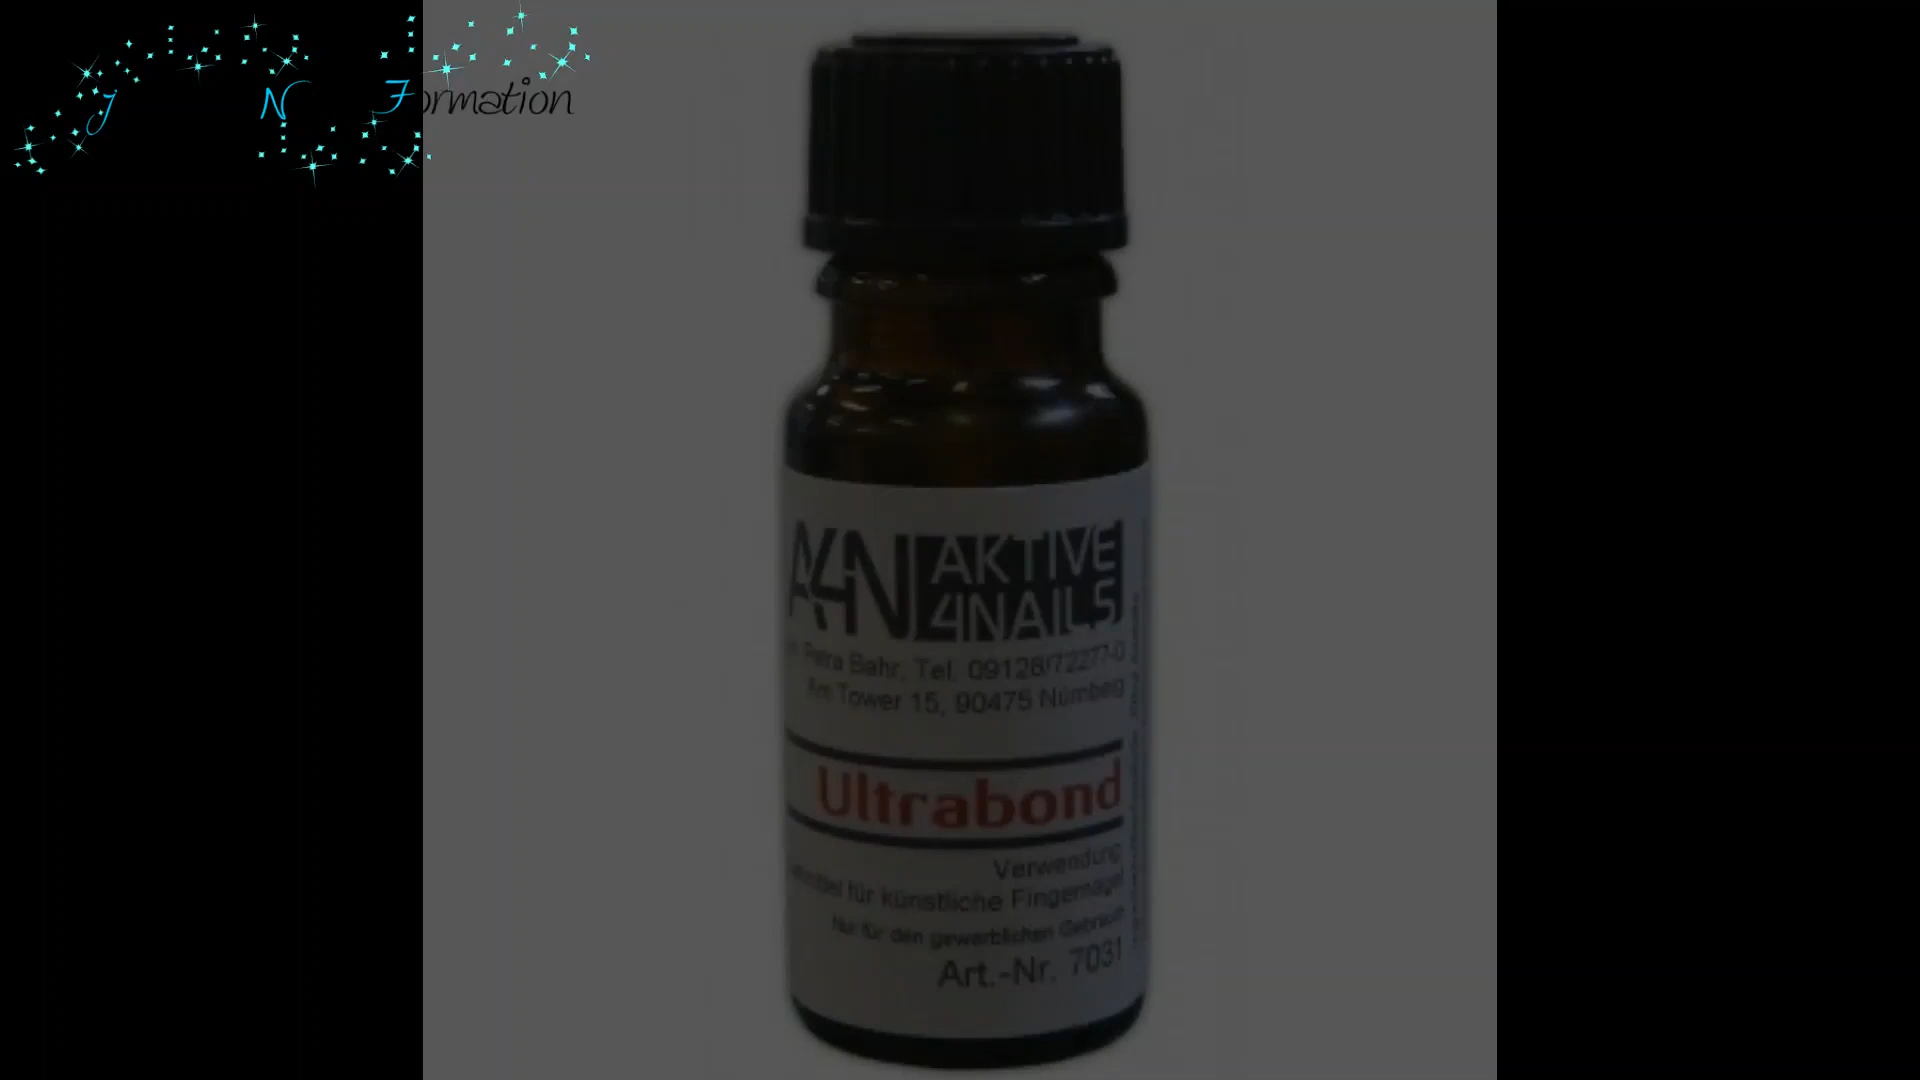 J N Formation
A4N AKTIVE
4NAILS
Petra Bahr, Tel. 09128/72277-0
Am Tower 15, 90475 Nürnberg
Ultrabond
Verwendung
für künstliche Fingernägel
Nur für den gewerblichen Gebrauch
Art.-Nr. 7031